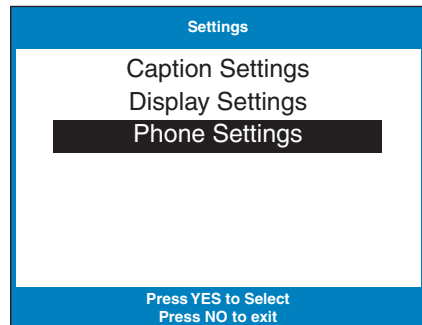 Settings
Caption Settings
Display Settings
Phone Settings
Press YES to Select
Press NO to exit